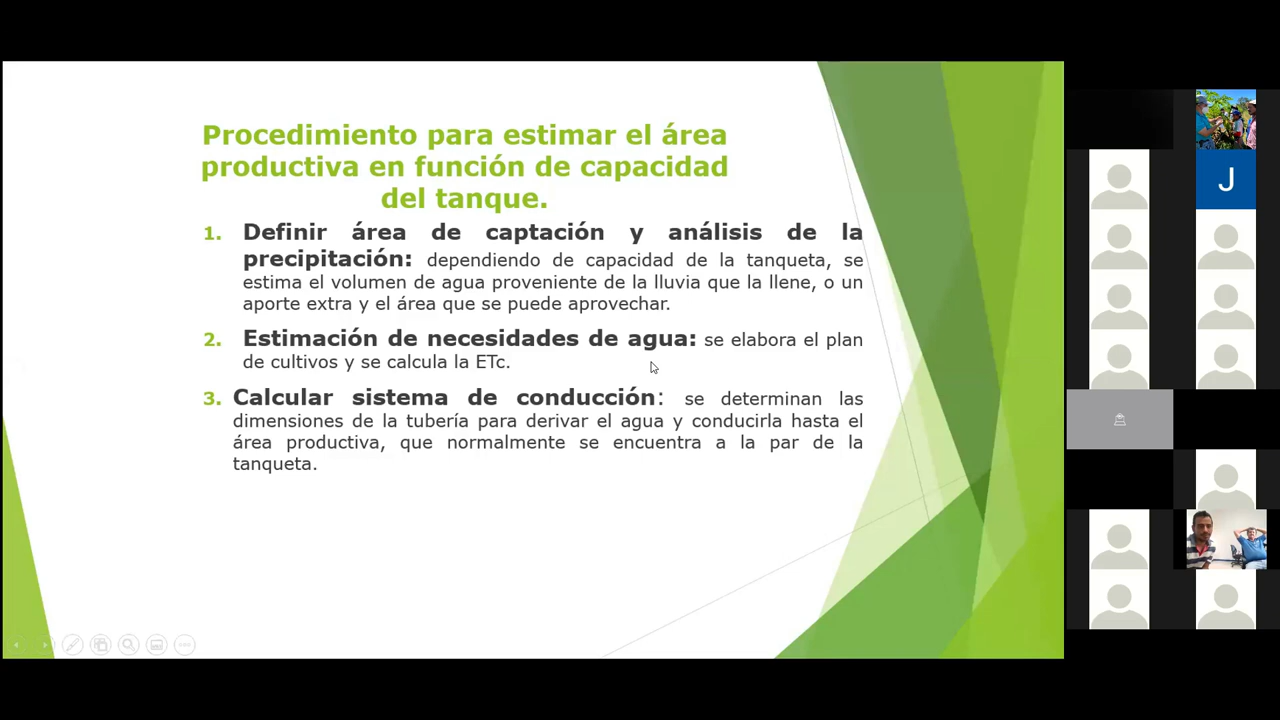 Procedimiento para estimar el área
productiva en función de capacidad
del tanque.
1. Definir área de captación y análisis de la
precipitación: dependiendo de capacidad de la tanqueta, se
estima el volumen de agua proveniente de la lluvia que la llene, o un
aporte extra y el área que se puede aprovechar.
2. Estimación de necesidades de agua: se elabora el plan
de cultivos y se calcula la ETc.
3. Calcular sistema de conducción: se determinan las
dimensiones de la tubería para derivar el agua y conducirla hasta el
área productiva, que normalmente se encuentra a la par de la
tanqueta.
J